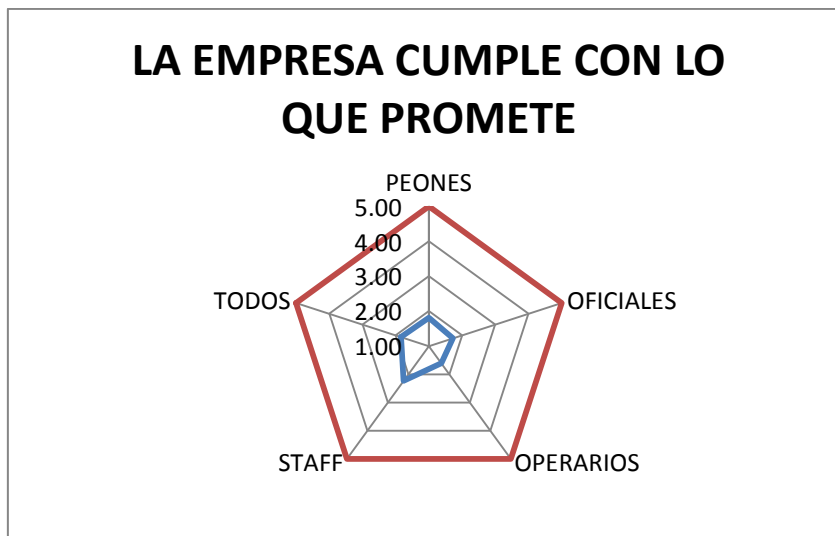 LA EMPRESA CUMPLE CON LO
QUE PROMETE
PEONES
5.00
4.00
3.00
2.00
1.00
TODOS
OFICIALES
STAFF
OPERARIOS